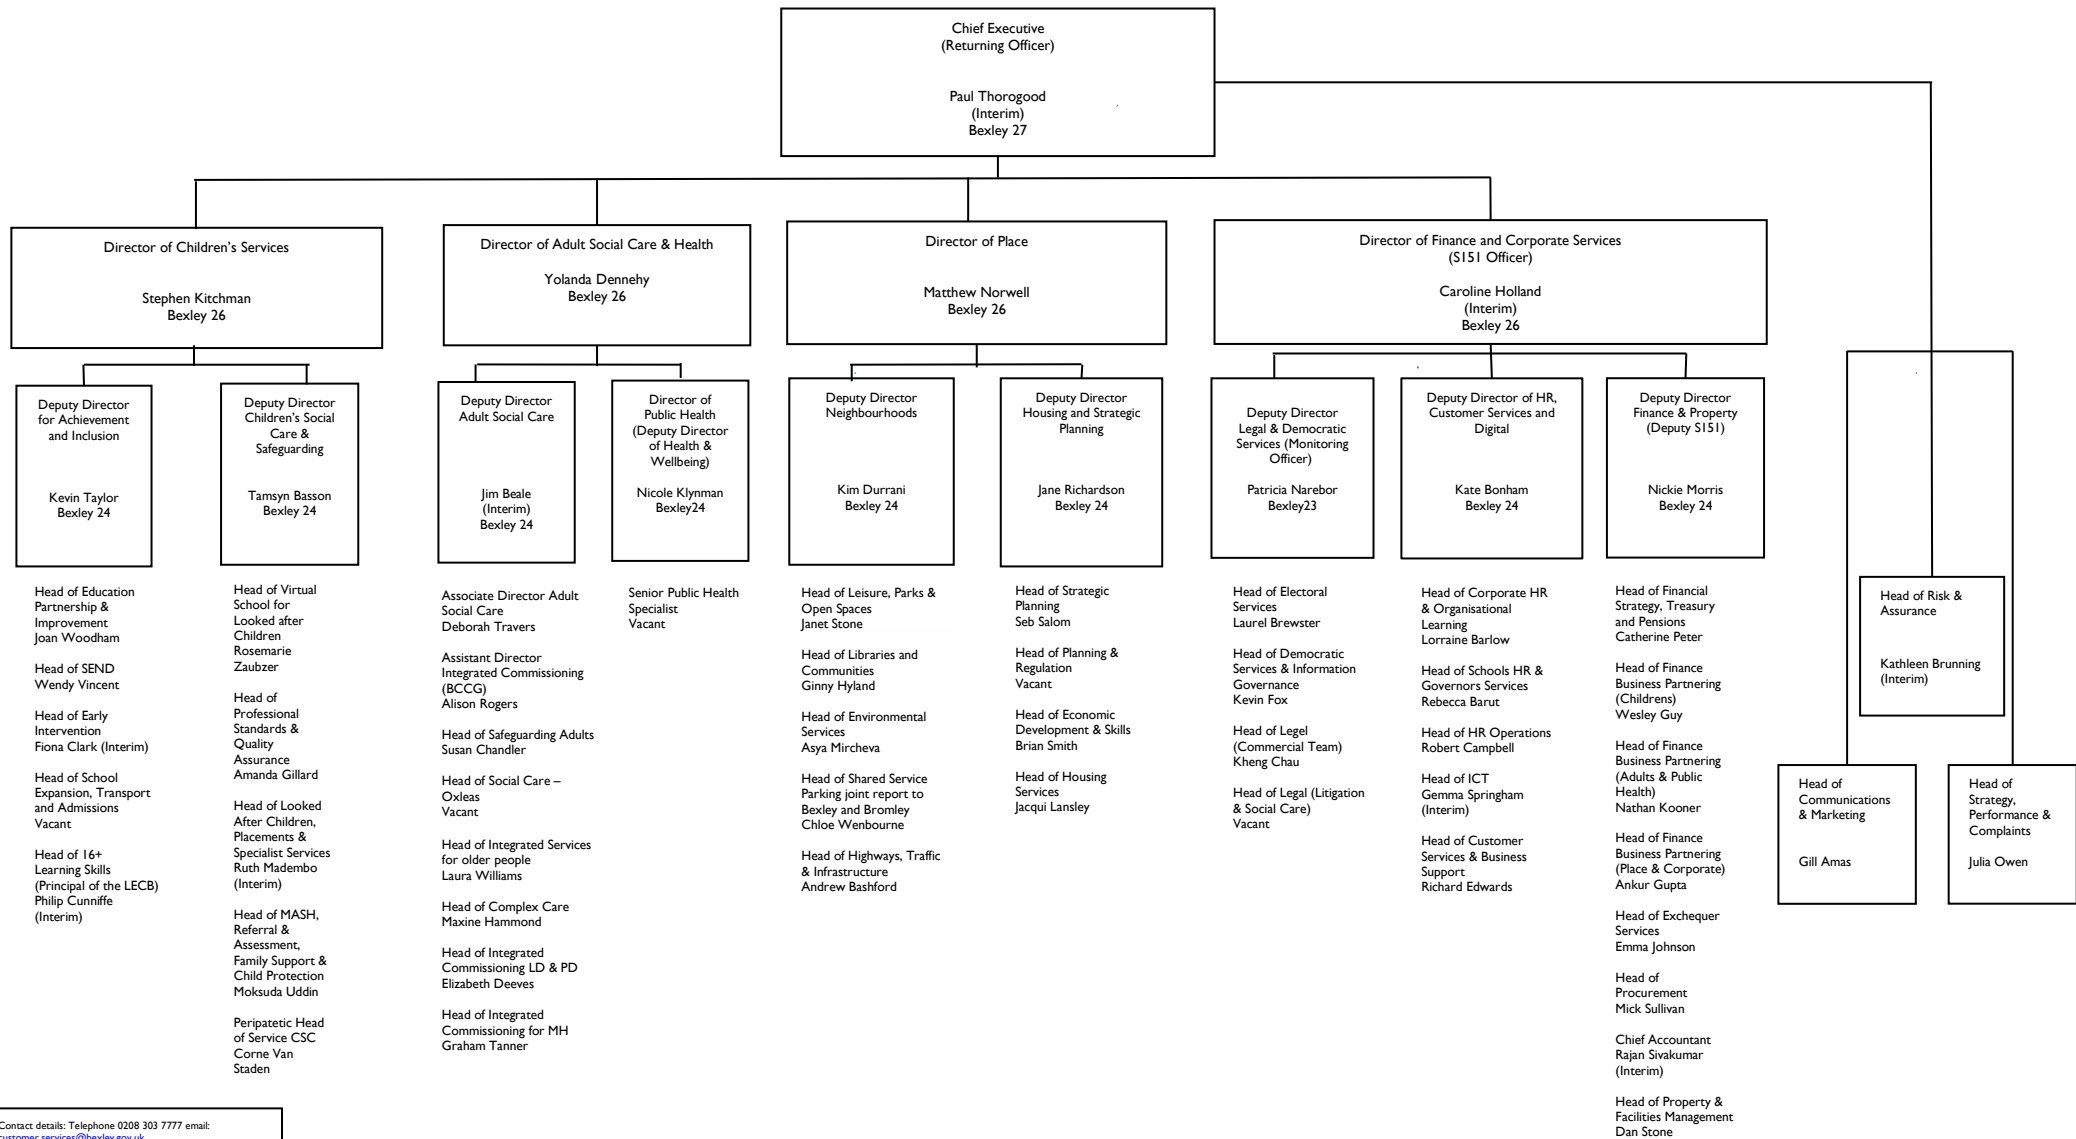 Chief Executive
(Returning Officer)
Paul Thorogood
(Interim)
Bexley 27
Director of Children's Services
Stephen Kitchman
Bexley 26
Director of Adult Social Care & Health
Yolanda Dennehy
Bexley 26
Director of Place
Matthew Norwell
Bexley 26
Director of Finance and Corporate Services
(S151 Officer)
Caroline Holland
(Interim)
Bexley 26
Deputy Director
for Achievement
and Inclusion
Kevin Taylor
Bexley 24
Deputy Director
Children's Social
Care &
Safeguarding
Tamsyn Basson
Bexley 24
Deputy Director
Adult Social Care
Jim Beale
(Interim)
Bexley 24
Director of
Public Health
(Deputy Director
of Health &
Wellbeing)
Nicole Klynman
Bexley24
Deputy Director
Neighbourhoods
Kim Durrani
Bexley 24
Deputy Director
Housing and Strategic
Planning
Jane Richardson
Bexley 24
Deputy Director
Legal & Democratic
Services (Monitoring
Officer)
Patricia Narebor
Bexley23
Deputy Director of HR,
Customer Services and
Digital
Kate Bonham
Bexley 24
Deputy Director
Finance & Property
(Deputy S151)
Nickie Morris
Bexley 24
Head of Education
Partnership &
Improvement
Joan Woodham
Head of SEND
Wendy Vincent
Head of Early
Intervention
Fiona Clark (Interim)
Head of School
Expansion, Transport
and Admissions
Vacant
Head of 16+
Learning Skills
(Principal of the LECB)
Philip Cunniffe
(Interim)
Head of Virtual
School for
Looked after
Children
Rosemarie
Zaubzer
Head of
Professional
Standards &
Quality
Assurance
Amanda Gillard
Head of Looked
After Children,
Placements &
Specialist Services
Ruth Madembo
(Interim)
Head of MASH,
Referral &
Assessment,
Family Support &
Child Protection
Moksuda Uddin
Peripatetic Head
of Service CSC
Corne Van
Staden
Associate Director Adult
Social Care
Deborah Travers
Assistant Director
Integrated Commissioning
(BCCG)
Alison Rogers
Head of Safeguarding Adults
Susan Chandler
Head of Social Care –
Oxleas
Vacant
Head of Integrated Services
for older people
Laura Williams
Head of Complex Care
Maxine Hammond
Head of Integrated
Commissioning LD & PD
Elizabeth Deeves
Head of Integrated
Commissioning for MH
Graham Tanner
Senior Public Health
Specialist
Vacant
Head of Leisure, Parks &
Open Spaces
Janet Stone
Head of Libraries and
Communities
Ginny Hyland
Head of Environmental
Services
Asya Mircheva
Head of Shared Service
Parking joint report to
Bexley and Bromley
Chloe Wenbourne
Head of Highways, Traffic
& Infrastructure
Andrew Bashford
Head of Strategic
Planning
Seb Salom
Head of Planning &
Regulation
Vacant
Head of Economic
Development & Skills
Brian Smith
Head of Housing
Services
Jacqui Lansley
Head of Electoral
Services
Laurel Brewster
Head of Democratic
Services & Information
Governance
Kevin Fox
Head of Legel
(Commercial Team)
Kheng Chau
Head of Legal (Litigation
& Social Care)
Vacant
Head of Corporate HR
& Organisational
Learning
Lorraine Barlow
Head of Schools HR &
Governors Services
Rebecca Barut
Head of HR Operations
Robert Campbell
Head of ICT
Gemma Springham
(Interim)
Head of Customer
Services & Business
Support
Richard Edwards
Head of Financial
Strategy, Treasury
and Pensions
Catherine Peter
Head of Finance
Business Partnering
(Childrens)
Wesley Guy
Head of Finance
Business Partnering
(Adults & Public
Health)
Nathan Kooner
Head of Finance
Business Partnering
(Place & Corporate)
Ankur Gupta
Head of Exchequer
Services
Emma Johnson
Head of
Procurement
Mick Sullivan
Chief Accountant
Rajan Sivakumar
(Interim)
Head of Property &
Facilities Management
Dan Stone
Head of Risk &
Assurance
Kathleen Brunning
(Interim)
Head of
Communications
& Marketing
Gill Amas
Head of
Strategy,
Performance &
Complaints
Julia Owen
Contact details: Telephone 0208 303 7777 email:
customer.services@bexley.gov.uk